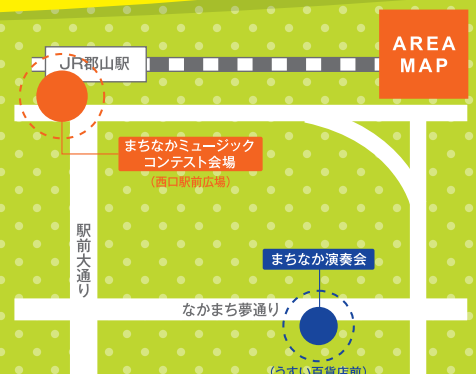 AREA
MAP
JR郡山駅
まちなかミュージック
コンテスト会場
(西口駅前広場)
駅前大通り
まちなか演奏会
なかまち夢通り
(うすい百貨店前)